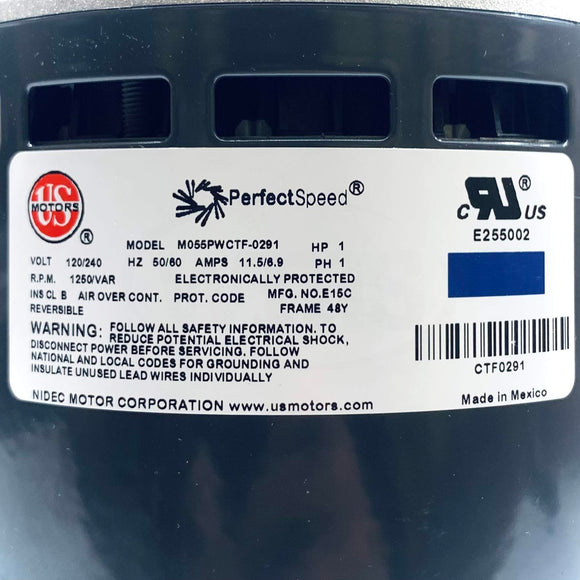 US
MOTORS
®
PerfectSpeed®
MODEL M055PWCTF-0291 HP 1
VOLT 120/240 HZ 50/60 AMPS 11.5/6.9 PH 1
R.P.M. 1250/VAR ELECTRONICALLY PROTECTED
INS CL B AIR OVER CONT. PROT. CODE MFG. NO.E15C
REVERSIBLE FRAME 48Y
WARNING: FOLLOW ALL SAFETY INFORMATION. TO
REDUCE POTENTIAL ELECTRICAL SHOCK,
DISCONNECT POWER BEFORE SERVICING. FOLLOW
NATIONAL AND LOCAL CODES FOR GROUNDING AND
INSULATE UNUSED LEAD WIRES INDIVIDUALLY
NIDEC MOTOR CORPORATION www.usmotors.com
C RU US
E255002
CTF0291
Made in Mexico